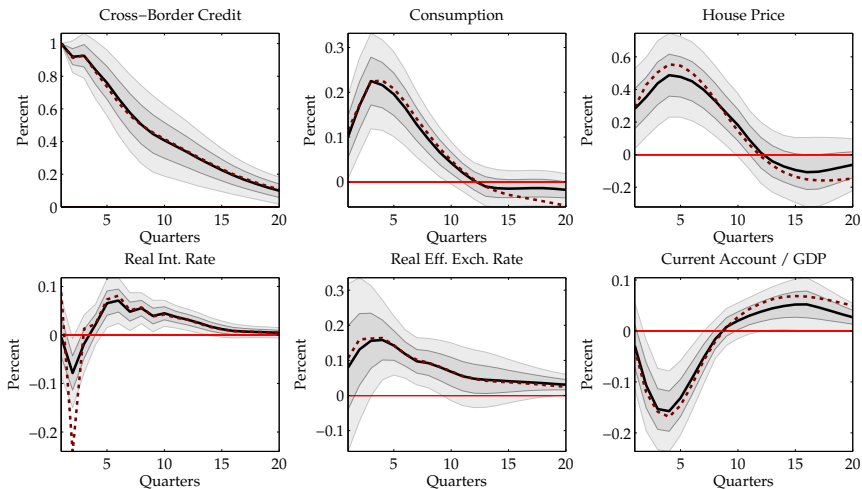 Cross−Border Credit
Consumption
House Price
Percent
1
0.8
0.6
0.4
0.2
0
5 10 15 20
Quarters
Percent
0.3
0.2
0.1
0
5 10 15 20
Quarters
Percent
0.6
0.4
0.2
0
−0.2
5 10 15 20
Quarters
Real Int. Rate
Real Eff. Exch. Rate
Current Account / GDP
Percent
0.1
0
−0.1
−0.2
5 10 15 20
Quarters
Percent
0.3
0.2
0.1
0
−0.1
5 10 15 20
Quarters
Percent
0.1
0
−0.1
−0.2
5 10 15 20
Quarters